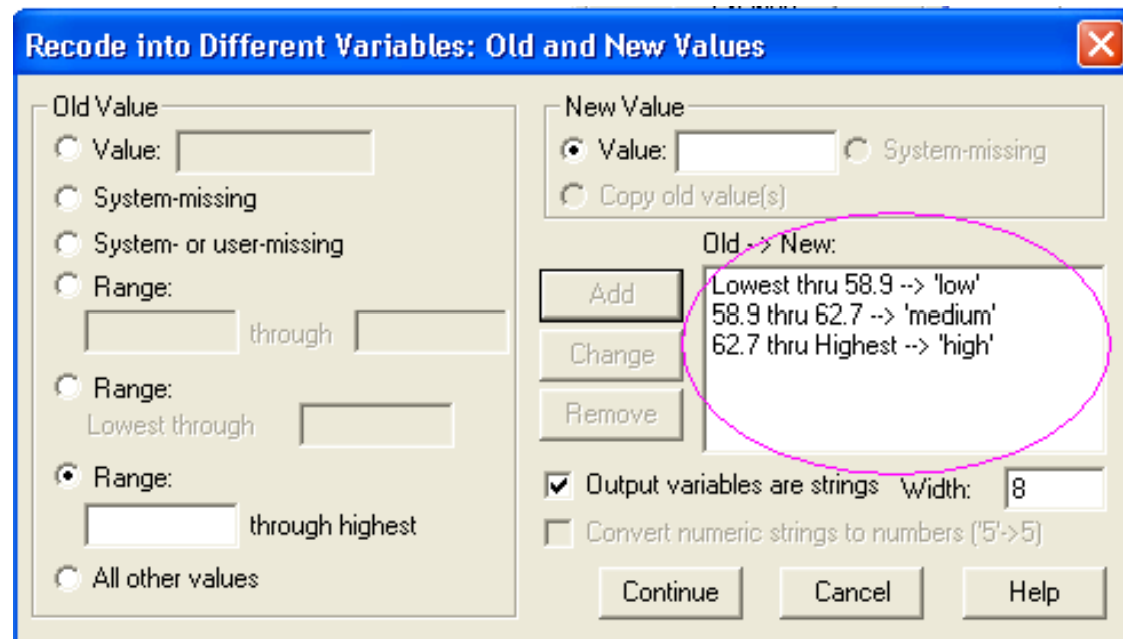 Recode into Different Variables: Old and New Values
Old Value
Value:
System-missing
System- or user-missing
Range:
through
Range:
Lowest through
Range:
through highest
All other values
New Value
Value:
System-missing
Copy old value(s)
Old --> New:
Add
Change
Remove
Lowest thru 58.9 --> 'low'
58.9 thru 62.7 --> 'medium'
62.7 thru Highest --> 'high'
Output variables are strings Width: 8
Convert numeric strings to numbers ('5'->5)
Continue Cancel Help